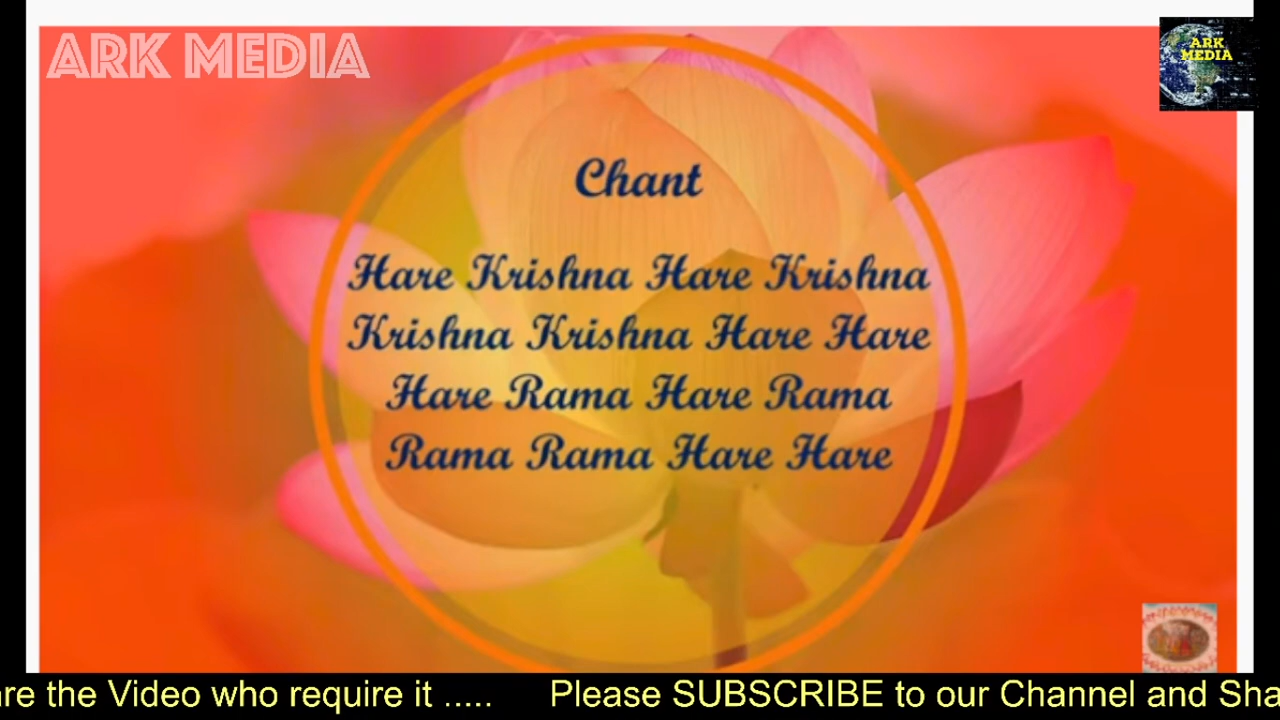 ARK MEDIA
ARK
MEDIA
Chant
Hare Krishna Hare Krishna
Krishna Krishna Hare Hare
Hare Rama Hare Rama
Rama Rama Hare Hare
re the Video who require it ..... Please SUBSCRIBE to our Channel and Sha